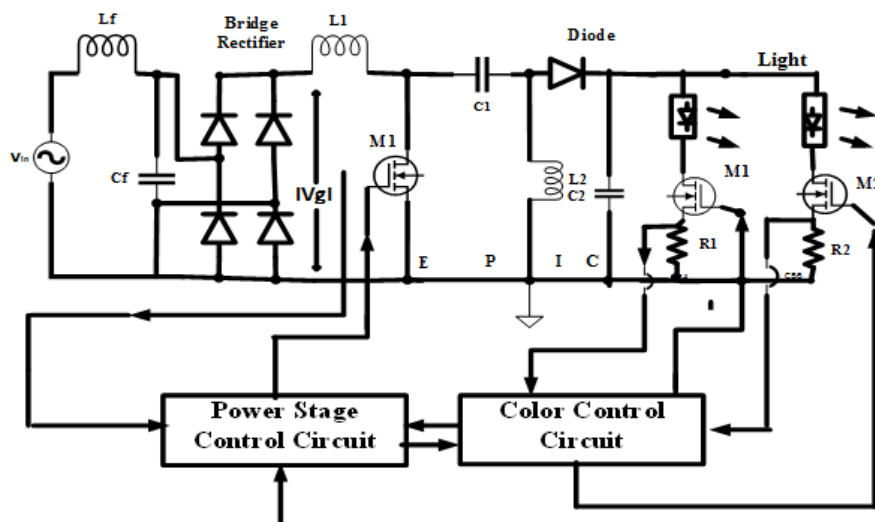 Lf
Bridge
Rectifier
L1
Diode
Light
C1
Vin
Cf
|Vg|
M1
L2
C2
M1
M2
R1
R2
E P I C
Power Stage
Control Circuit
Color Control
Circuit